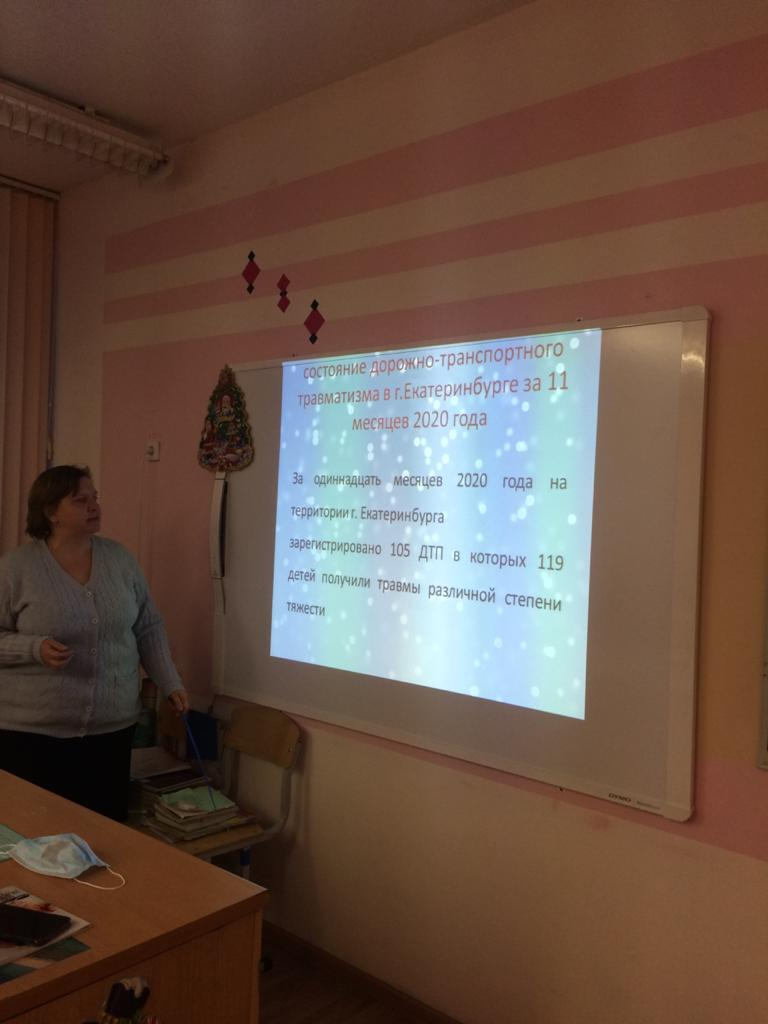 состояние дорожно-транспортного
травматизма в г.Екатеринбурге за 11
месяцев 2020 года
За одиннадцать месяцев 2020 года на
территории г. Екатеринбурга
зарегистрировано 105 ДТП в которых 119
детей получили травмы различной степени
тяжести
DYMO